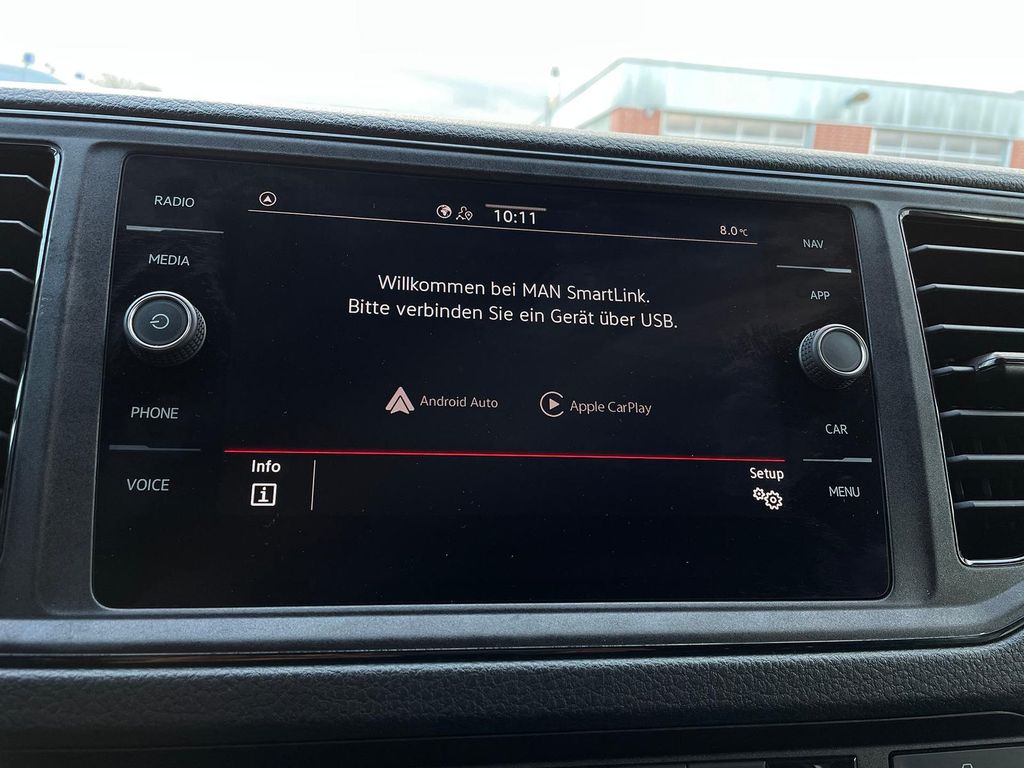 RADIO
MEDIA
PHONE
VOICE
10:11
8.0°C
Willkommen bei MAN SmartLink.
Bitte verbinden Sie ein Gerät über USB.
Android Auto
Apple CarPlay
Info
Setup
NAV
APP
CAR
MENU